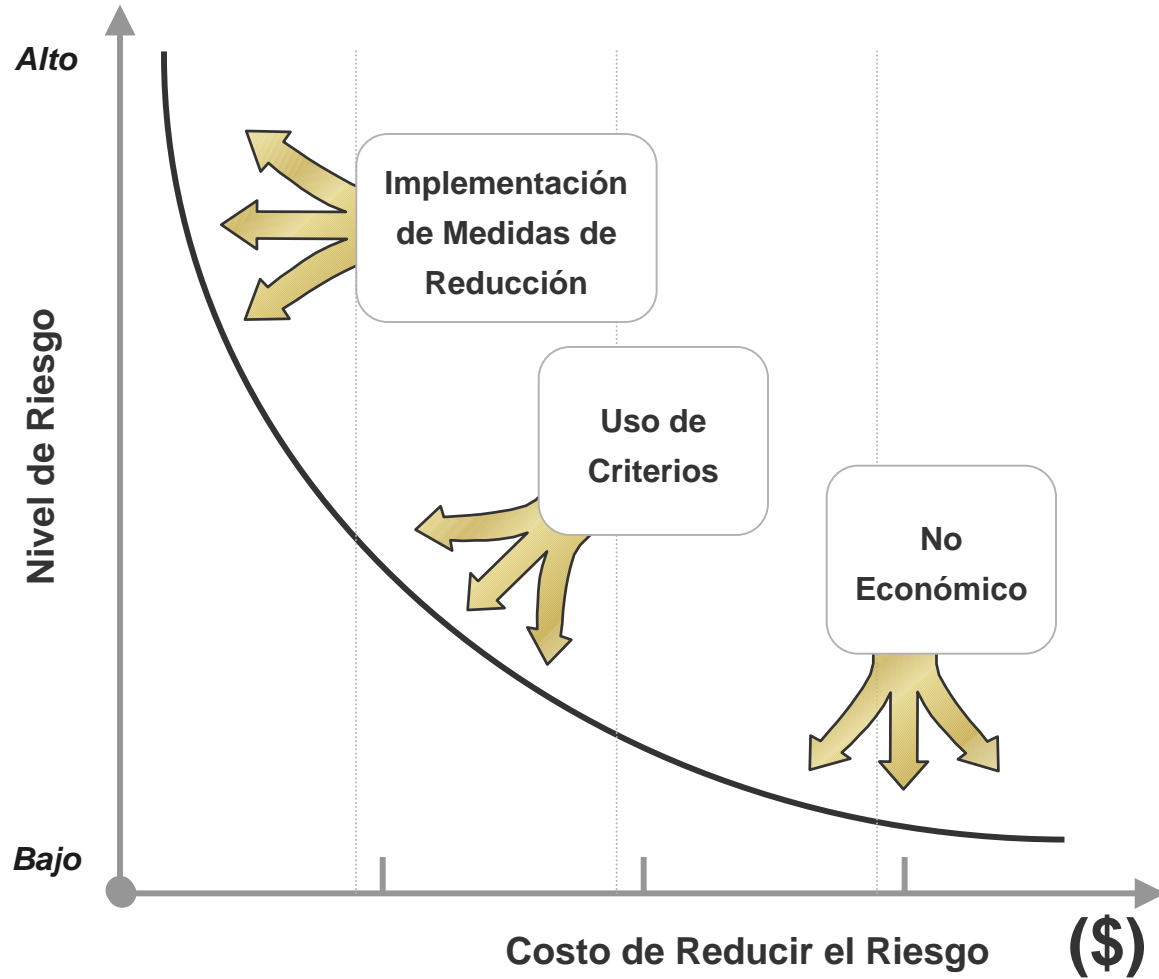 Alto
Implementación
de Medidas de
Reducción
Nivel de Riesgo
Uso de
Criterios
No
Económico
Bajo
Costo de Reducir el Riesgo ($)